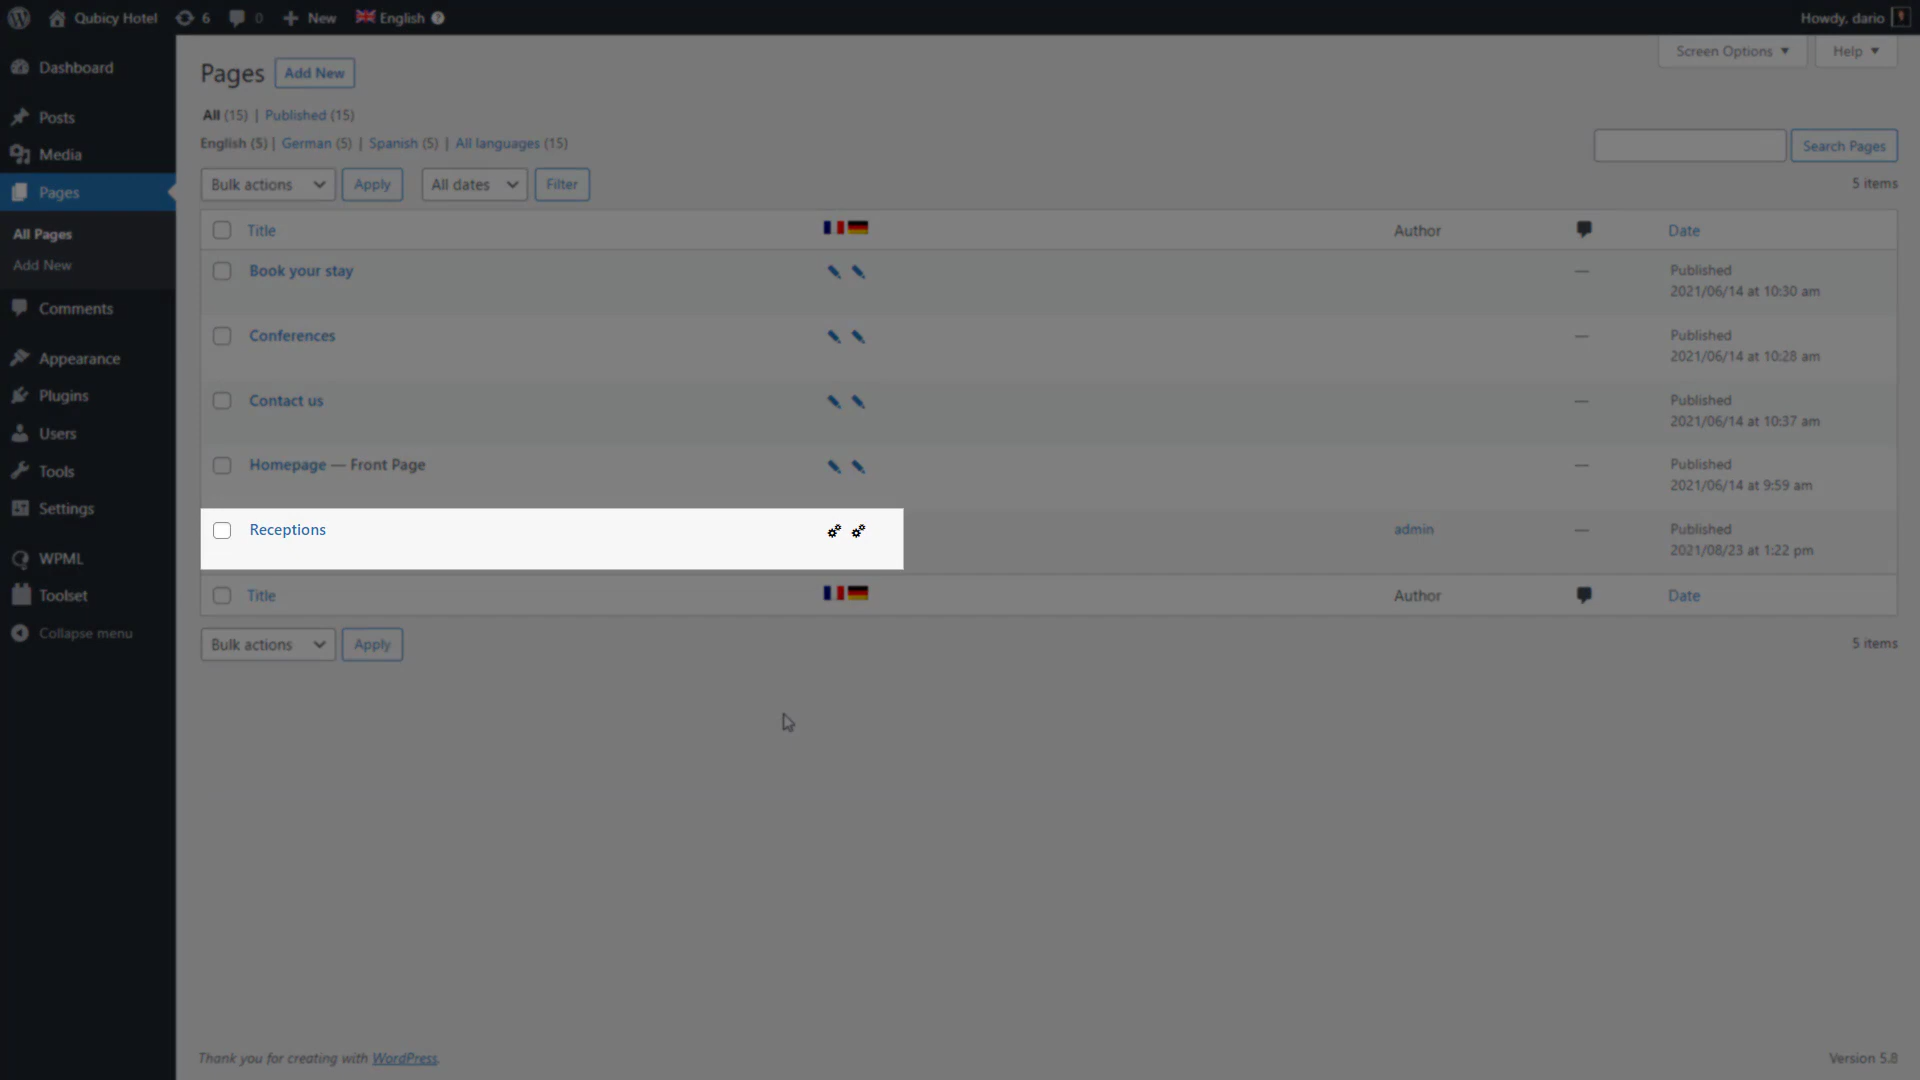 Qubicy Hotel 6 0 New English Howdy, dario
Dashboard
Posts
Media
Pages
All Pages
Add New
Comments
Appearance
Plugins
Users
Tools
Settings
WPML
Toolset
Collapse menu
Screen Options Help
Pages Add New
All (15) | Published (15)
English (5) | German (5) | Spanish (5) | All languages (15)
Search Pages
Bulk actions Apply All dates Filter 5 items
Title Author Date
Book your stay — Published
2021/06/14 at 10:30 am
Conferences — Published
2021/06/14 at 10:28 am
Contact us — Published
2021/06/14 at 10:37 am
Homepage — Front Page — Published
2021/06/14 at 9:59 am
Receptions admin — Published
2021/08/23 at 1:22 pm
Title Author Date
Bulk actions Apply 5 items
Thank you for creating with WordPress. Version 5.8